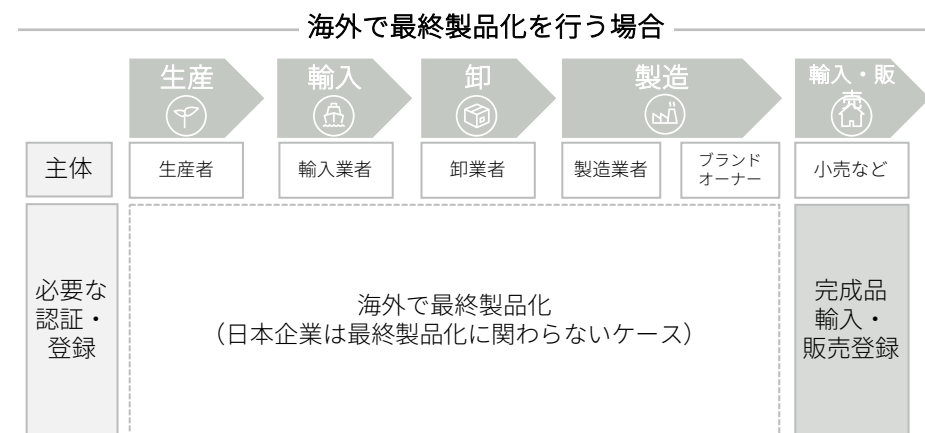 海外で最終製品化を行う場合
生産
輸入
卸
製造
輸入・販
売
主体
生産者
輸入業者
卸業者
製造業者
ブランド
オーナー
小売など
必要な
認証・
登録
海外で最終製品化
（日本企業は最終製品化に関わらないケース）
完成品
輸入・
販売登録